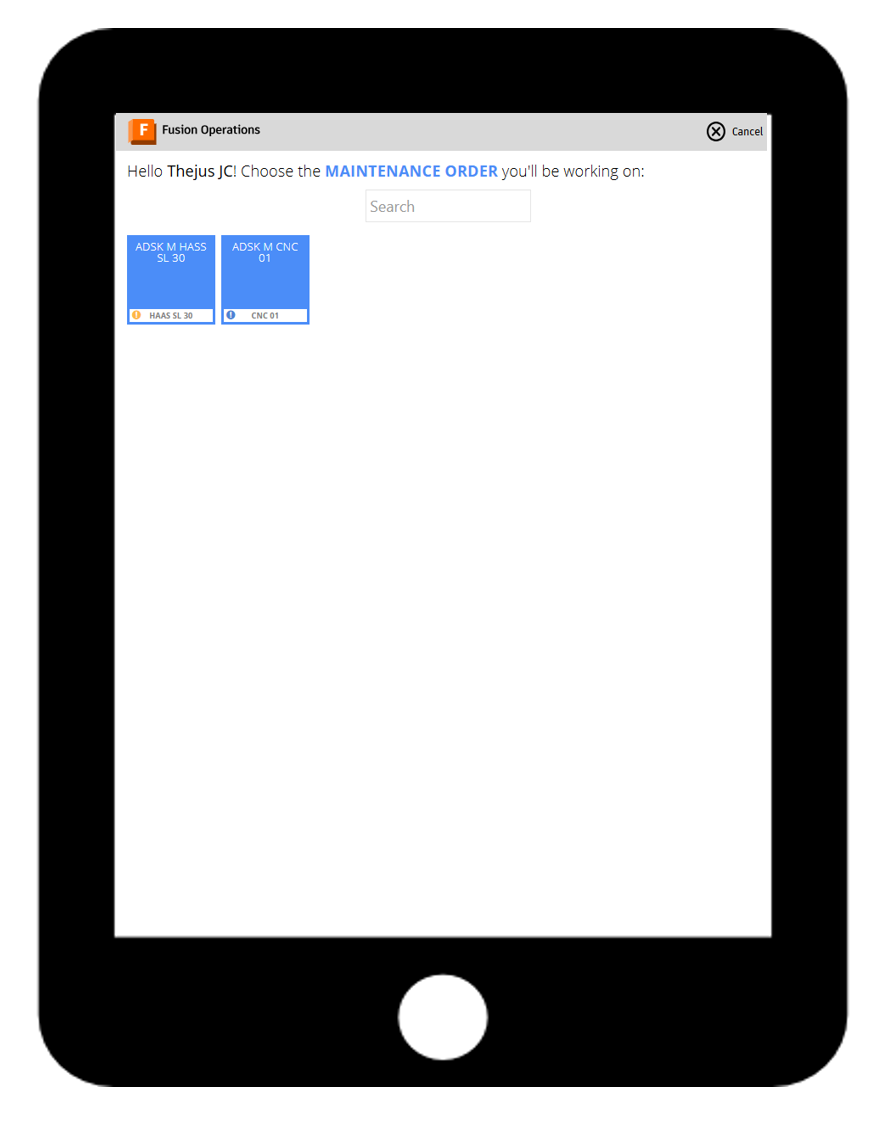 F Fusion Operations
Cancel
Hello Thejus JC! Choose the MAINTENANCE ORDER you'll be working on:
Search
ADSK M HASS
SL 30
HAAS SL 30
ADSK M CNC
01
CNC 01